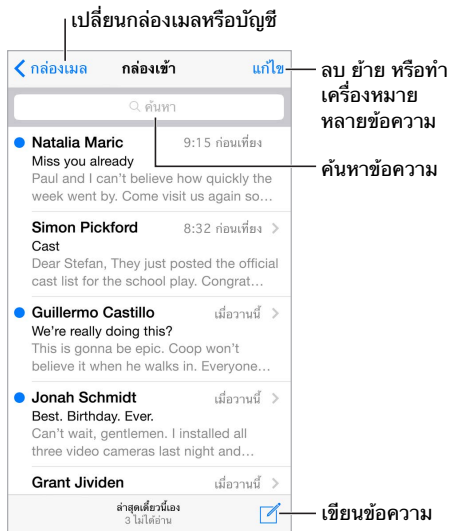 เปลี่ยนกล่องเมลหรือบัญชี
กล่องเมล กล่องเข้า แก้ไข
ลบ ย้าย หรือทำ
เครื่องหมาย
หลายข้อความ
ค้นหา
ค้นหาข้อความ
Natalia Maric 9:15 ก่อนเที่ยง
Miss you already
Paul and I can't believe how quickly the
week went by. Come visit us again so...
Simon Pickford 8:32 ก่อนเที่ยง
Cast
Dear Stefan, They just posted the official
cast list for the school play. Congrat...
Guillermo Castillo เมื่อวานนี้
We're really doing this?
This is gonna be epic. Coop won't
believe it when he walks in. Everyone...
Jonah Schmidt เมื่อวานนี้
Best. Birthday. Ever.
Can't wait, gentlemen. I installed all
three video cameras last night and...
Grant Jividen เมื่อวานนี้
ล่าสุดเดี๋ยวนี้เอง
3 ไม่ได้อ่าน
เขียนข้อความ